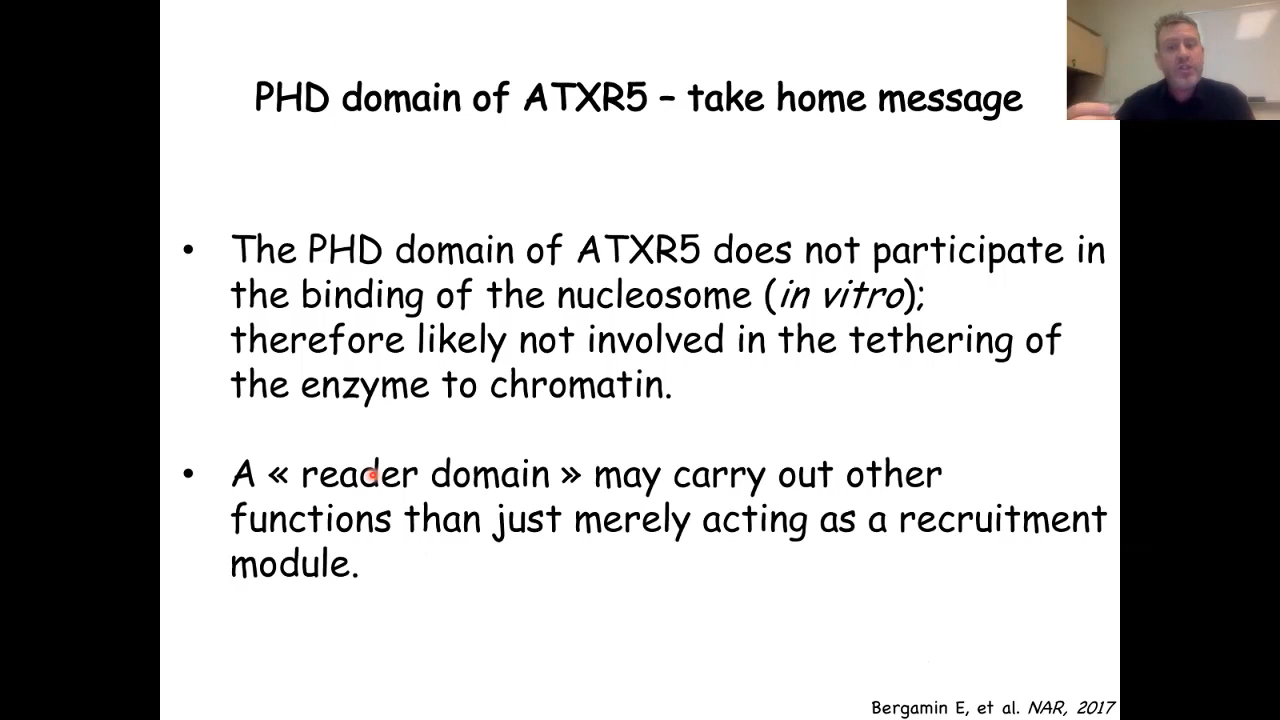 PHD domain of ATXR5 – take home message
• The PHD domain of ATXR5 does not participate in
the binding of the nucleosome (in vitro);
therefore likely not involved in the tethering of
the enzyme to chromatin.
• A « reader domain » may carry out other
functions than just merely acting as a recruitment
module.
Bergamin E, et al. NAR, 2017